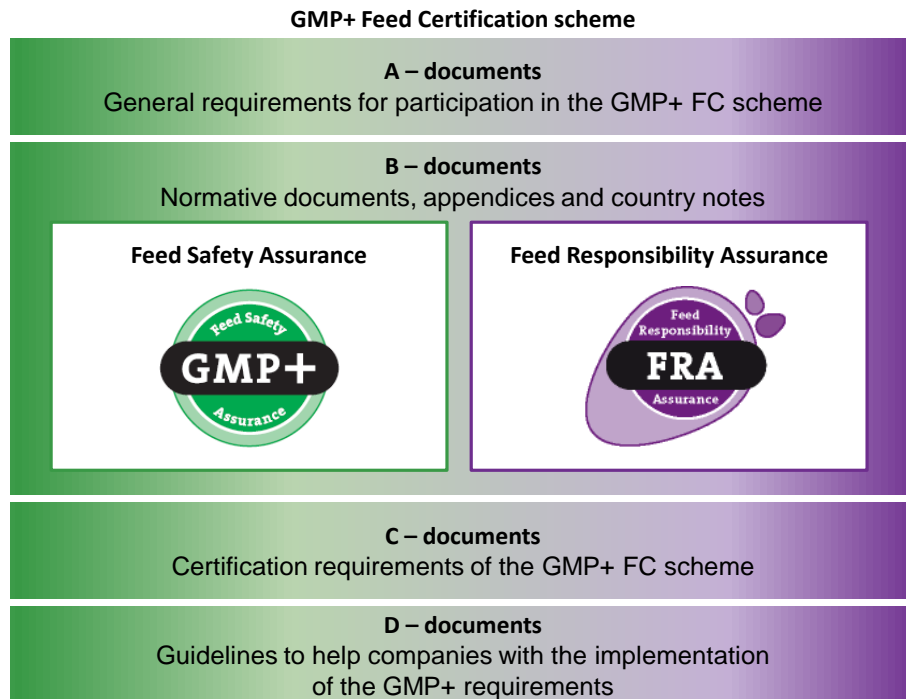 GMP+ Feed Certification scheme
A – documents
General requirements for participation in the GMP+ FC scheme
B – documents
Normative documents, appendices and country notes
Feed Safety Assurance
Feed Safety
GMP+
Assurance
Feed Responsibility Assurance
Feed
Responsibility
FRA
Assurance
C – documents
Certification requirements of the GMP+ FC scheme
D – documents
Guidelines to help companies with the implementation
of the GMP+ requirements